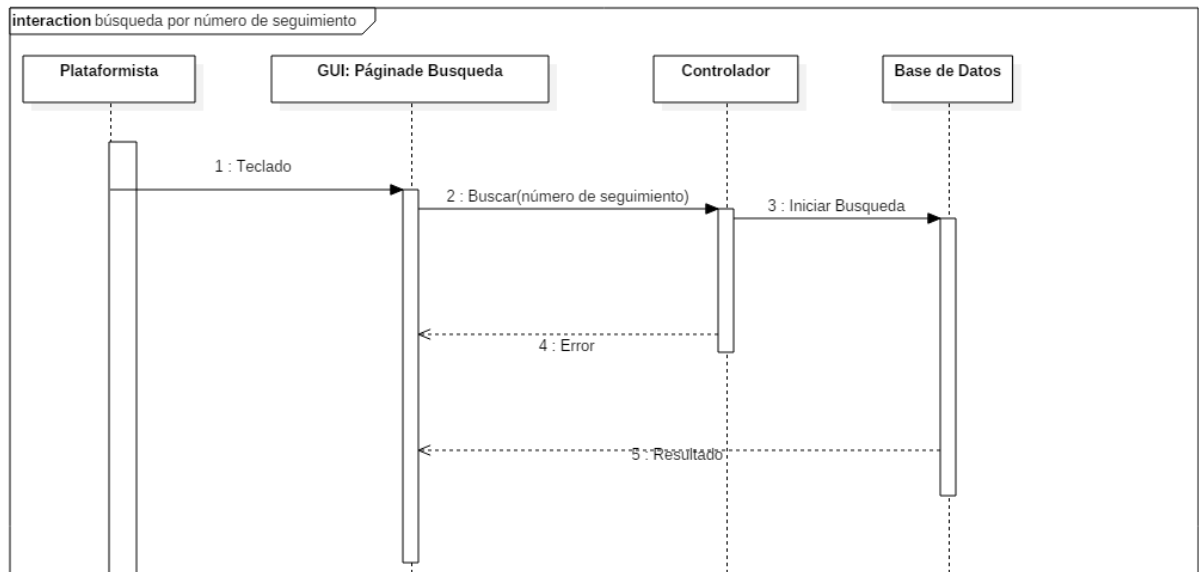 interaction búsqueda por número de seguimiento
Plataformista
GUI: Páginade Busqueda
Controlador
Base de Datos
1 : Teclado
2 : Buscar(número de seguimiento)
3 : Iniciar Busqueda
4 : Error
5 : Resultado